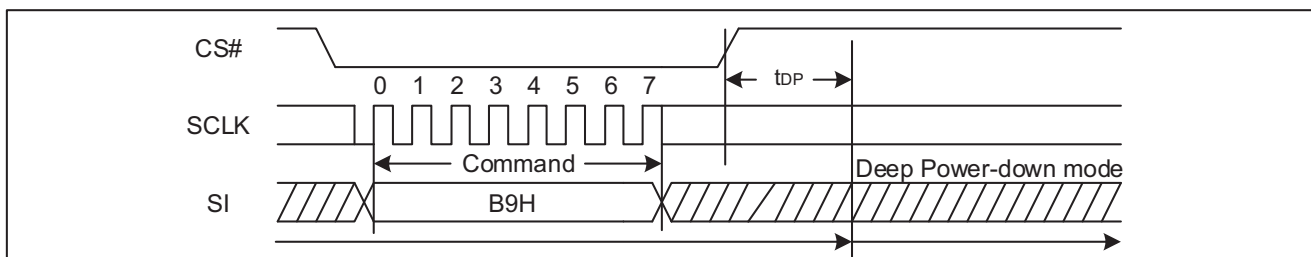 CS#
tDP
0 1 2 3 4 5 6 7
SCLK
Command
Deep Power-down mode
SI
B9H